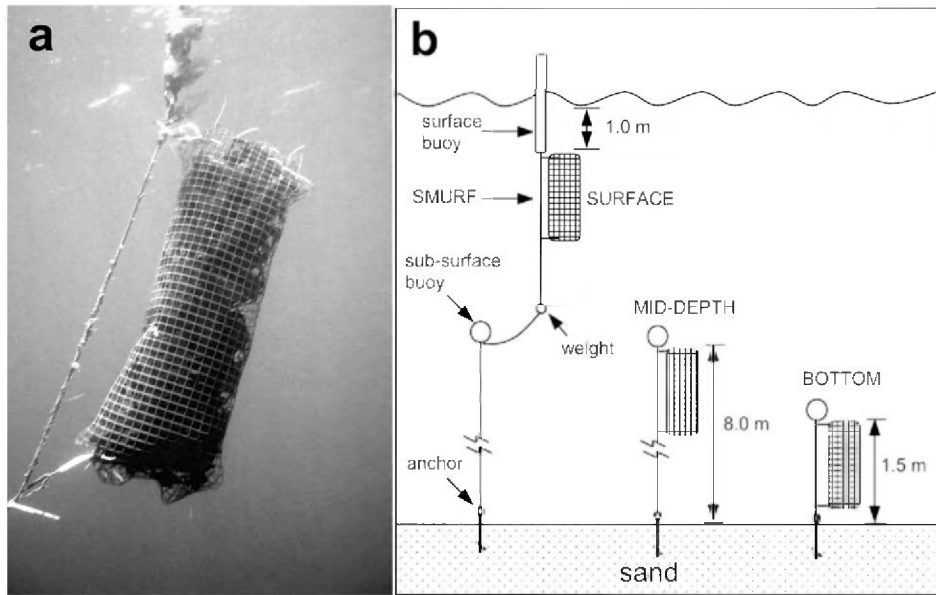 a
b
surface
buoy
1.0 m
SMURF
SURFACE
sub-surface
buoy
MID-DEPTH
weight
BOTTOM
8.0 m
1.5 m
anchor
sand